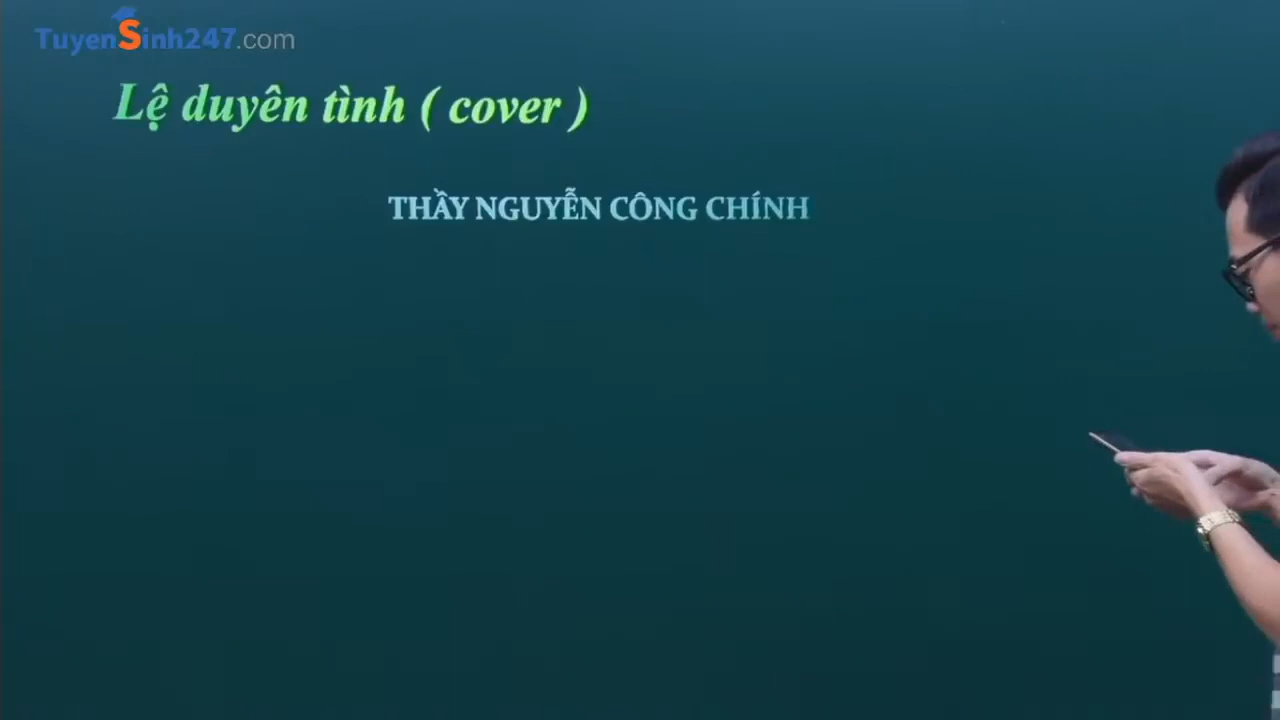 TuyenSinh247.com
Lệ duyên tình ( cover )
THẦY NGUYỄN CÔNG CHÍNH